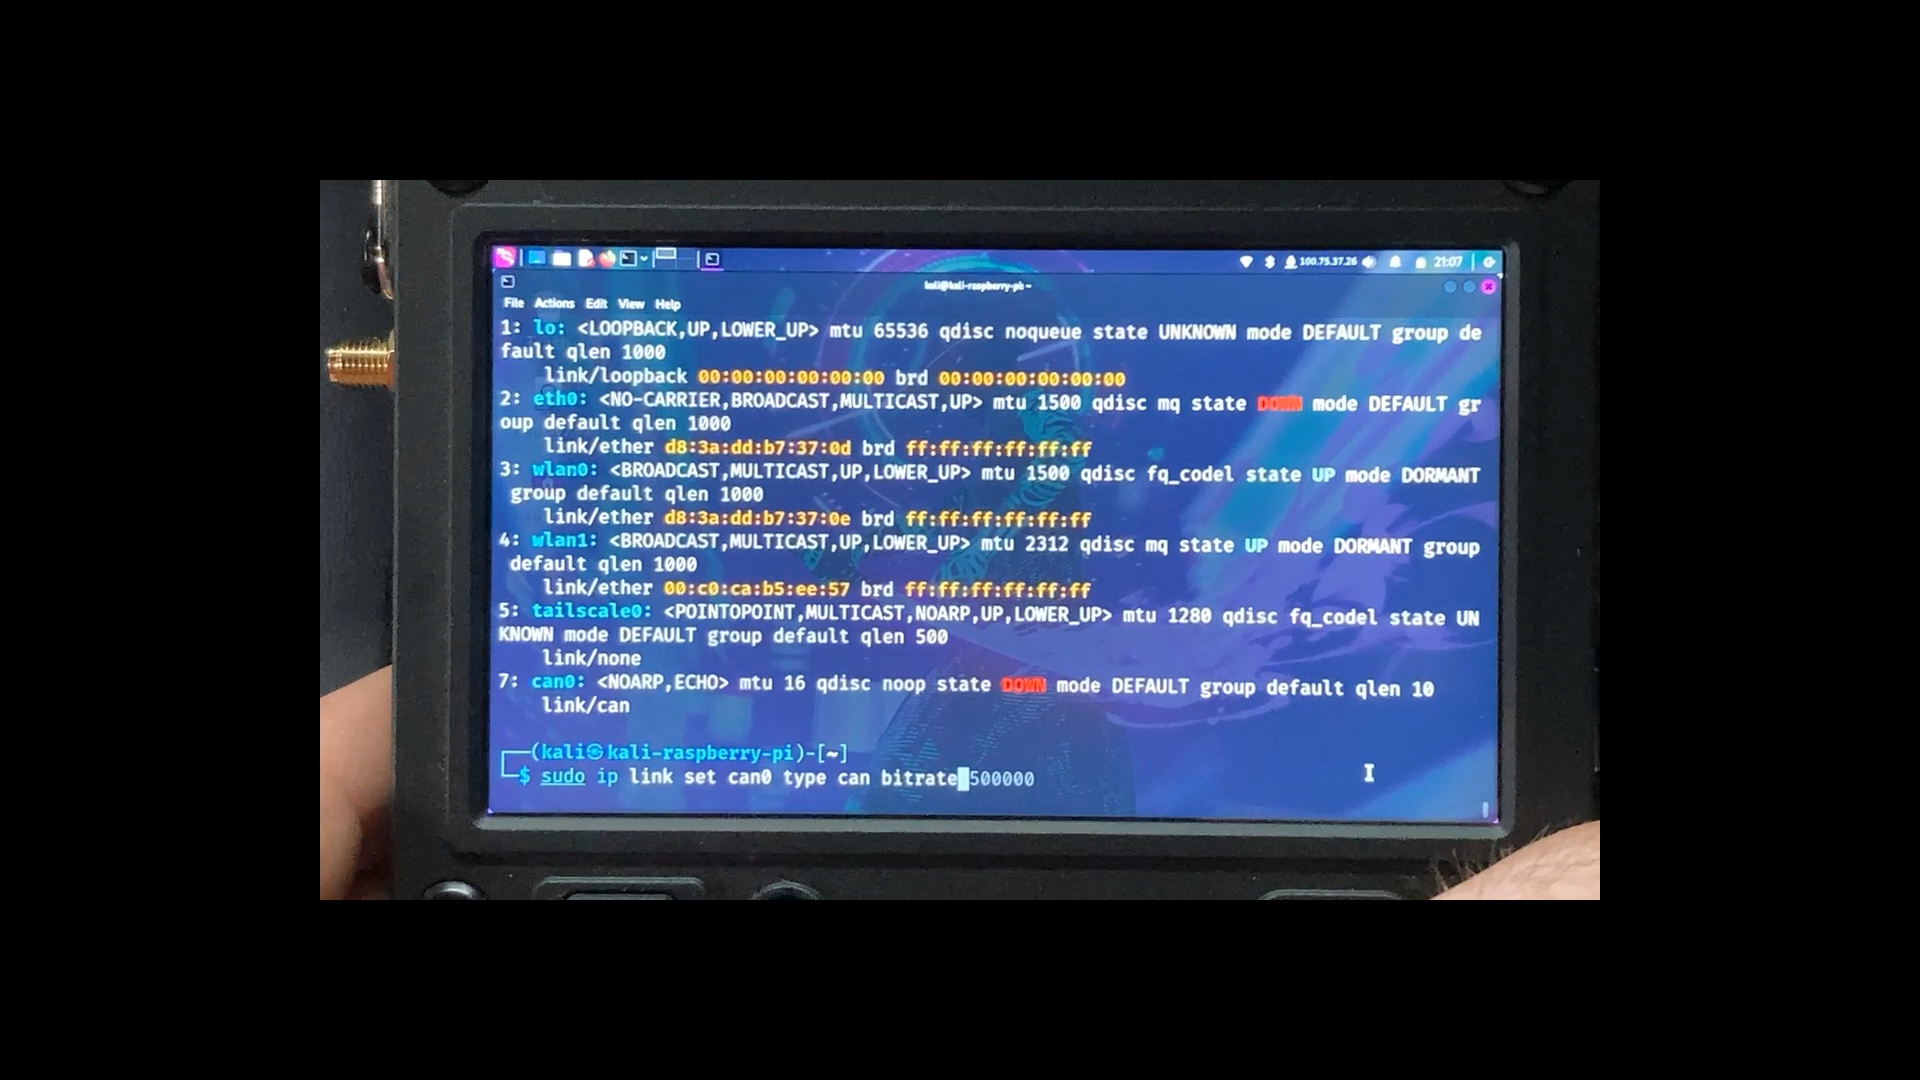 100.75.37.26
21:07
kali@kali-raspberry-pi: ~
File Actions Edit View Help
1: lo: <LOOPBACK,UP,LOWER_UP> mtu 65536 qdisc noqueue state UNKNOWN mode DEFAULT group de
fault qlen 1000
link/loopback 00:00:00:00:00:00 brd 00:00:00:00:00:00
2: eth0: <NO-CARRIER,BROADCAST,MULTICAST,UP> mtu 1500 qdisc mq state DOWN mode DEFAULT gr
oup default qlen 1000
link/ether d8:3a:dd:b7:37:0d brd ff:ff:ff:ff:ff:ff
3: wlan0: <BROADCAST,MULTICAST,UP,LOWER_UP> mtu 1500 qdisc fq_codel state UP mode DORMANT
group default qlen 1000
link/ether d8:3a:dd:b7:37:0e brd ff:ff:ff:ff:ff:ff
4: wlan1: <BROADCAST,MULTICAST,UP,LOWER_UP> mtu 2312 qdisc mq state UP mode DORMANT group
default qlen 1000
link/ether 00:c0:ca:b5:ee:57 brd ff:ff:ff:ff:ff:ff
5: tailscale0: <POINTOPOINT,MULTICAST,NOARP,UP,LOWER_UP> mtu 1280 qdisc fq_codel state UN
KNOWN mode DEFAULT group default qlen 500
link/none
7: can0: <NOARP,ECHO> mtu 16 qdisc noop state DOWN mode DEFAULT group default qlen 10
link/can
(kali㉿kali-raspberry-pi)-[~]
$ sudo ip link set can0 type can bitrate 500000